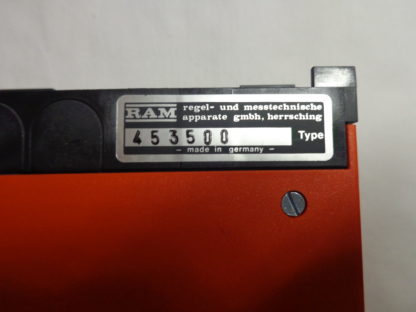 RAM regel- und messtechnische
apparate gmbh, herrsching
453500 Type
- made in germany -